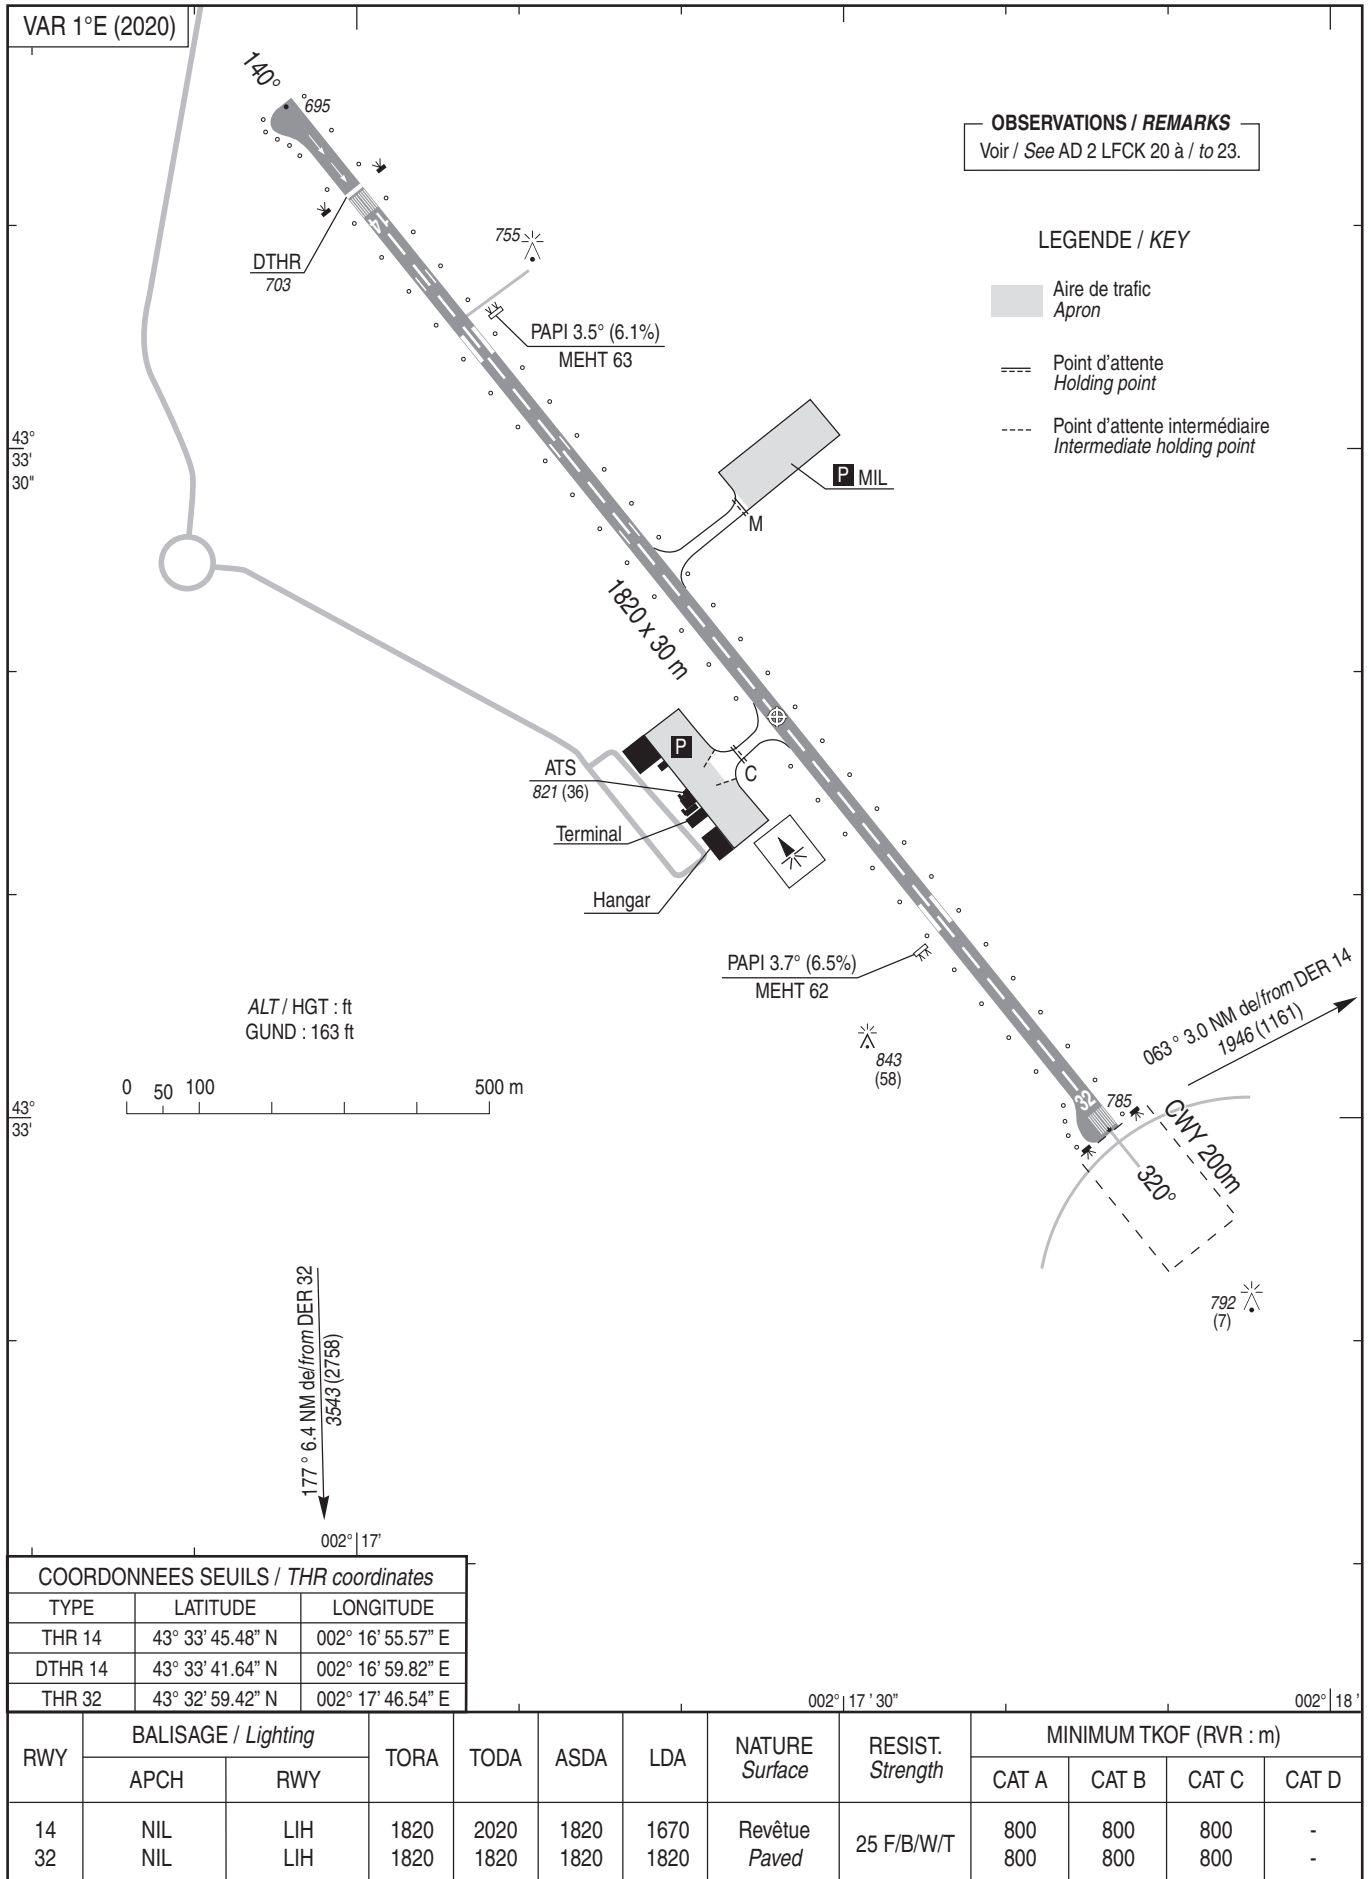 VAR 1°E (2020)
140°
695
OBSERVATIONS / REMARKS
Voir / See AD 2 LFCK 20 à / to 23.
14
755
LEGENDE / KEY
DTHR
703
Aire de trafic
Apron
PAPI 3.5° (6.1%)
MEHT 63
Point d'attente
Holding point
Point d'attente intermédiaire
Intermediate holding point
43°
33'
30"
P MIL
M
1820 x 30 m
P
C
ATS
821 (36)
Terminal
Hangar
PAPI 3.7° (6.5%)
MEHT 62
063 ° 3.0 NM de/from DER 14
1946 (1161)
ALT / HGT : ft
GUND : 163 ft
843
(58)
0 50 100 500 m
43°
33'
32
785
CWY 200m
320°
177 ° 6.4 NM de/from DER 32
3543 (2758)
792
(7)
002° 17'
COORDONNEES SEUILS / THR coordinates
TYPE LATITUDE LONGITUDE
THR 14 43° 33' 45.48" N 002° 16' 55.57" E
DTHR 14 43° 33' 41.64" N 002° 16' 59.82" E
THR 32 43° 32' 59.42" N 002° 17' 46.54" E
002° 17' 30"
002° 18'
RWY BALISAGE / Lighting TORA TODA ASDA LDA NATURE Surface RESIST. Strength MINIMUM TKOF (RVR : m)
APCH RWY CAT A CAT B CAT C CAT D
14 NIL LIH 1820 2020 1820 1670 Revêtue 25 F/B/W/T 800 800 800 -
32 NIL LIH 1820 1820 1820 1820 Paved 800 800 800 -